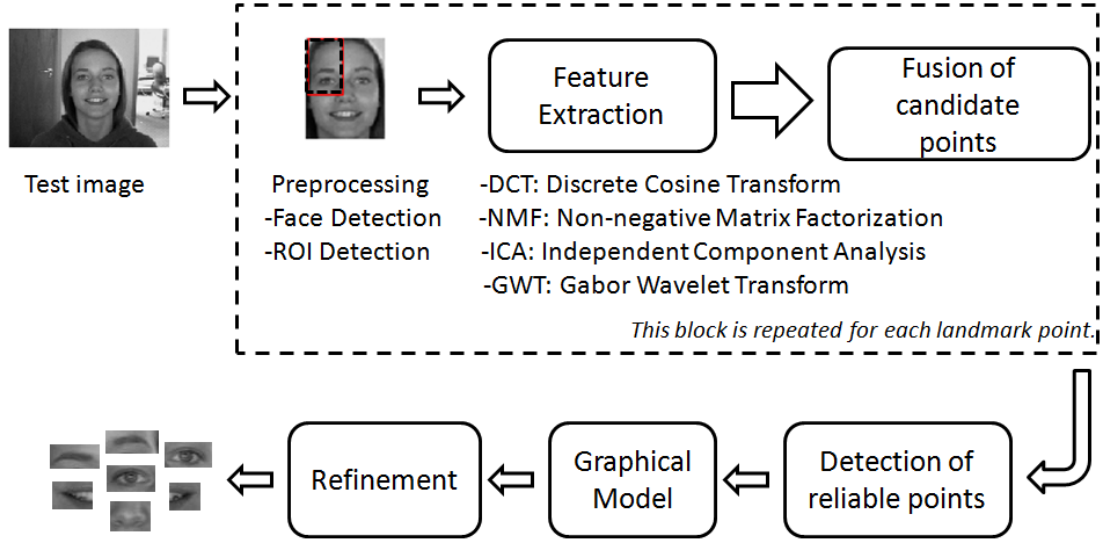 Feature
Extraction
Fusion of
candidate
points
Test image
Preprocessing
-Face Detection
-ROI Detection
-DCT: Discrete Cosine Transform
-NMF: Non-negative Matrix Factorization
-ICA: Independent Component Analysis
-GWT: Gabor Wavelet Transform
This block is repeated for each landmark point.
Detection of
reliable points
Graphical
Model
Refinement